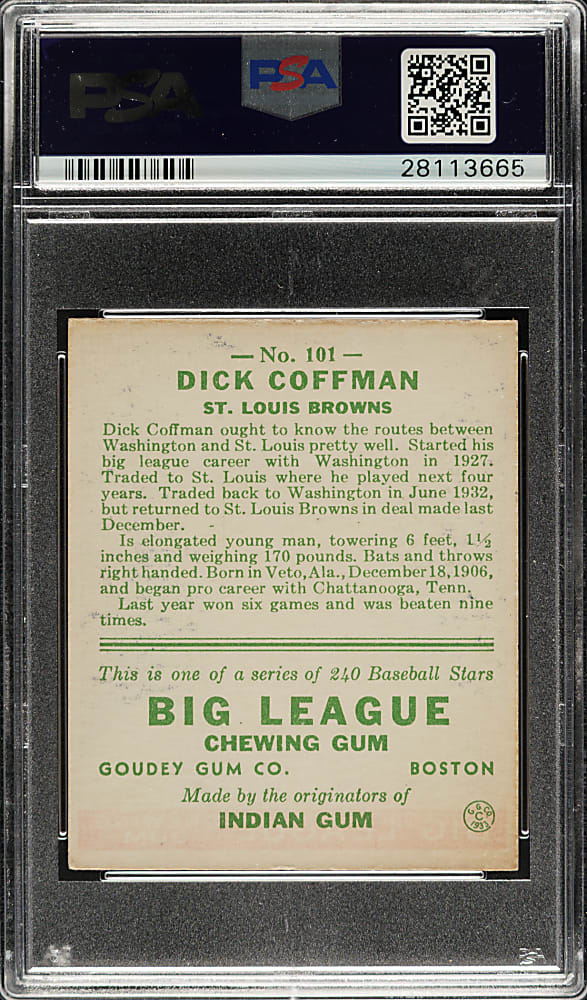 PSA
PSA
28113665
— No. 101 —
DICK COFFMAN
ST. LOUIS BROWNS
Dick Coffman ought to know the routes between
Washington and St. Louis pretty well. Started his
big league career with Washington in 1927.
Traded to St. Louis where he played next four
years. Traded back to Washington in June 1932,
but returned to St. Louis Browns in deal made last
December.
Is elongated young man, towering 6 feet, 1½
inches and weighing 170 pounds. Bats and throws
right handed. Born in Veto, Ala., December 18, 1906,
and began pro career with Chattanooga, Tenn.
Last year won six games and was beaten nine
times.
This is one of a series of 240 Baseball Stars
BIG LEAGUE
CHEWING GUM
GOUDEY GUM CO. BOSTON
Made by the originators of
INDIAN GUM
G.G.CO.
C
1933